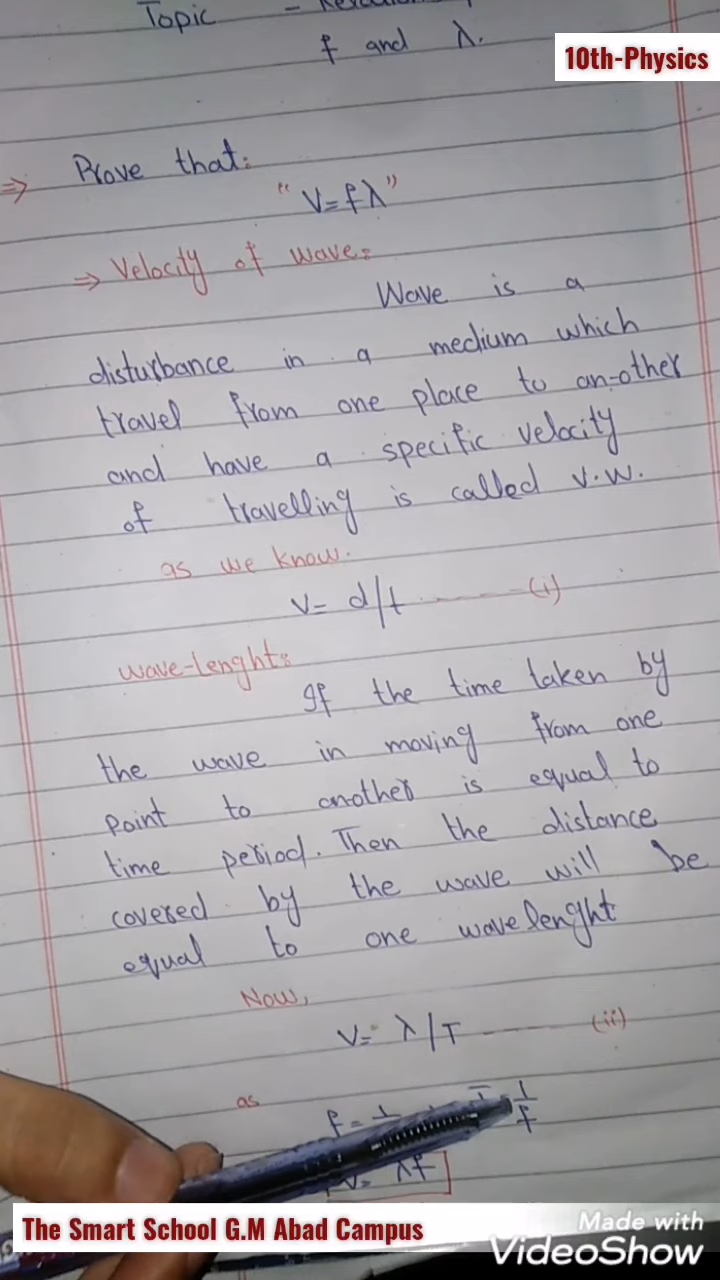 Topic -
f and λ.
10th-Physics
⇒ Prove that:
"V=fλ"
⇒ Velocity of wave:
Wave is a
disturbance in a medium which
travel from one place to an-other
and have a specific velocity
of travelling is called v.w.
as we know.
V= d/t ------- (i)
wave-lenght:
If the time taken by
the wave in moving from one
point to another is equal to
time period. Then the distance
covered by the wave will be
equal to one wavelenght
Now,
V= λ/T ------- (ii)
as
f= 1 1/f
V= λf
The Smart School G.M Abad Campus
Made with
VideoShow